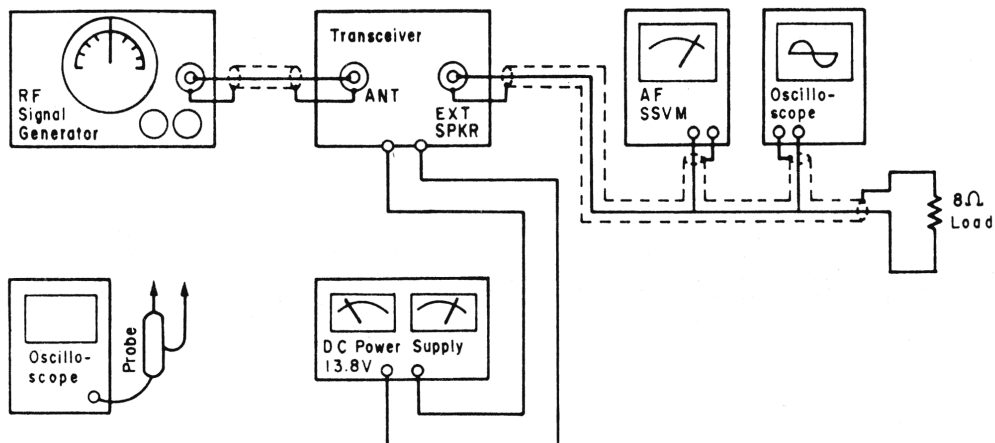 RF
Signal
Generator
Transceiver
ANT
EXT
SPKR
AF
SSVM
Oscillo-
scope
8Ω
Load
Oscillo-
scope
Probe
DC Power Supply
13.8V